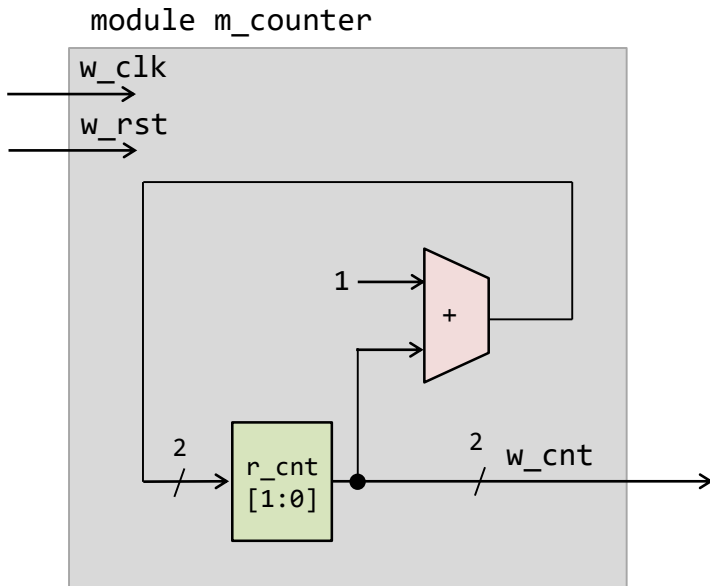 module m_counter
w_clk
w_rst
1
+
2
r_cnt
[1:0]
2
w_cnt